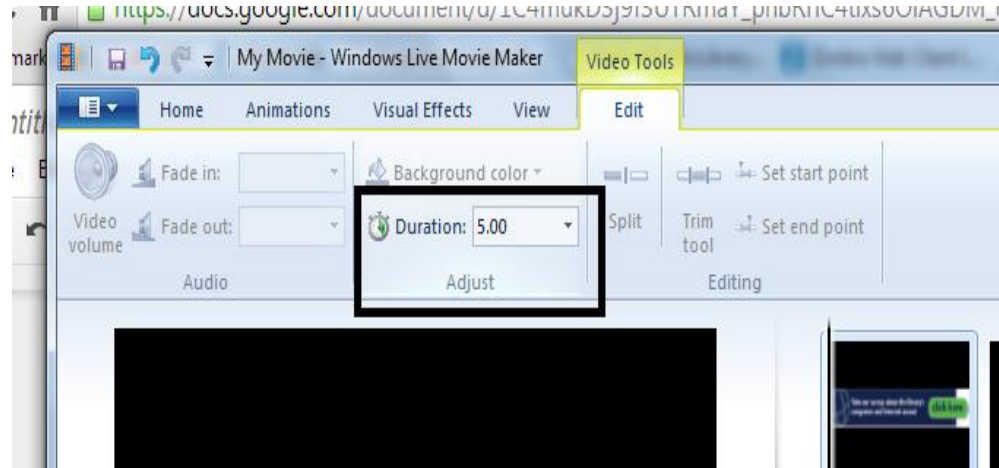 https://docs.google.com/document/d/
mark
My Movie - Windows Live Movie Maker
Video Tools
Home Animations Visual Effects View Edit
Fade in:
Background color
Set start point
Video volume
Fade out:
Duration: 5.00
Split
Trim tool
Set end point
Audio
Adjust
Editing
click here